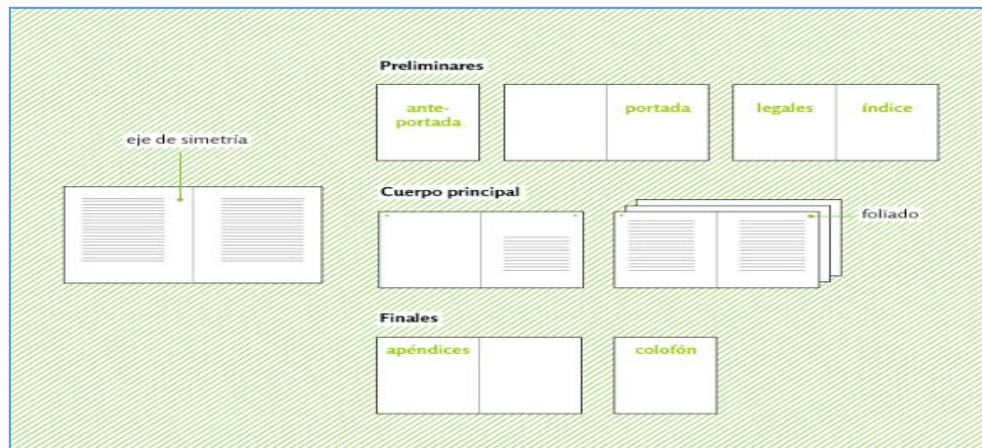 Preliminares
ante-
portada
portada
legales
índice
eje de simetría
Cuerpo principal
foliado
Finales
apéndices
colofón